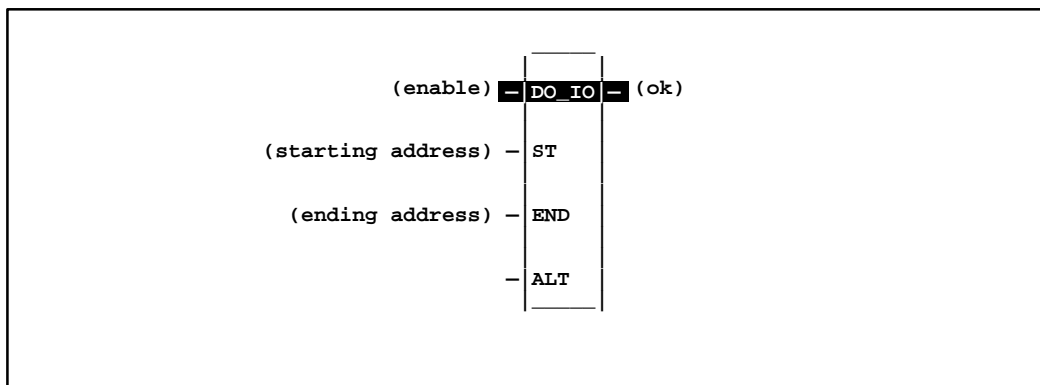 (enable) DO_IO (ok)
(starting address) ST
(ending address) END
ALT